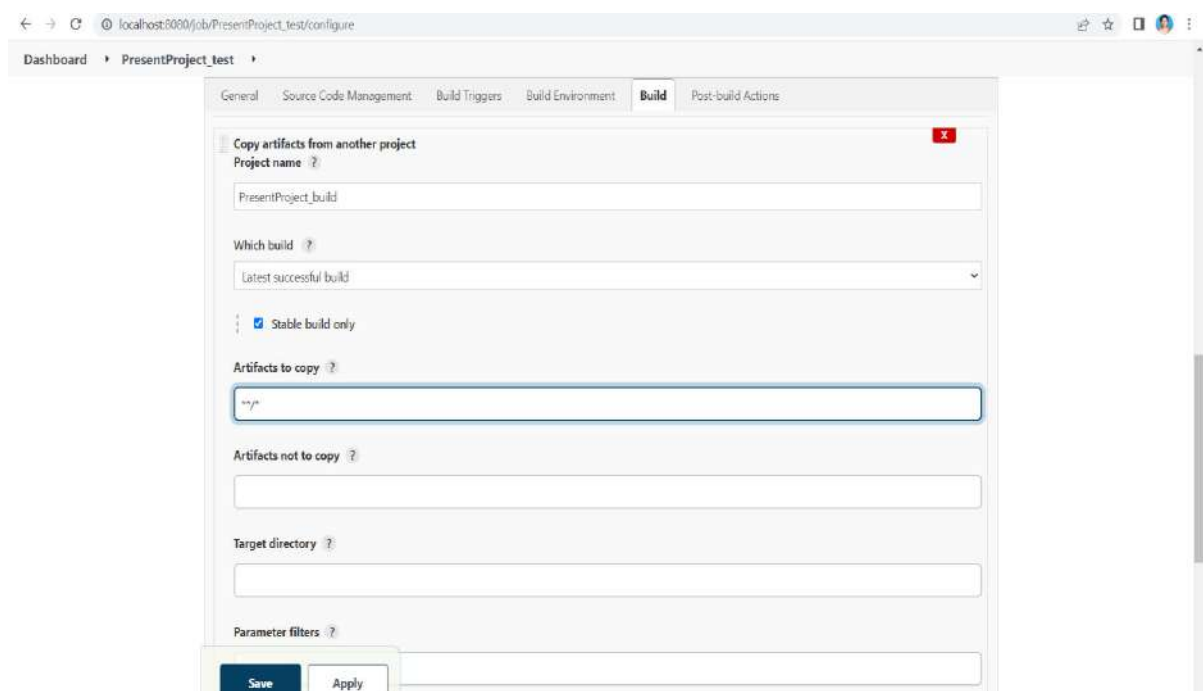 localhost:8080/job/PresentProject_test/configure
Dashboard PresentProject_test
General Source Code Management Build Triggers Build Environment Build Post-build Actions
Copy artifacts from another project
X
Project name ?
PresentProject_build
Which build ?
Latest successful build
Stable build only
Artifacts to copy ?
**/*
Artifacts not to copy ?
Target directory ?
Parameter filters ?
Save Apply